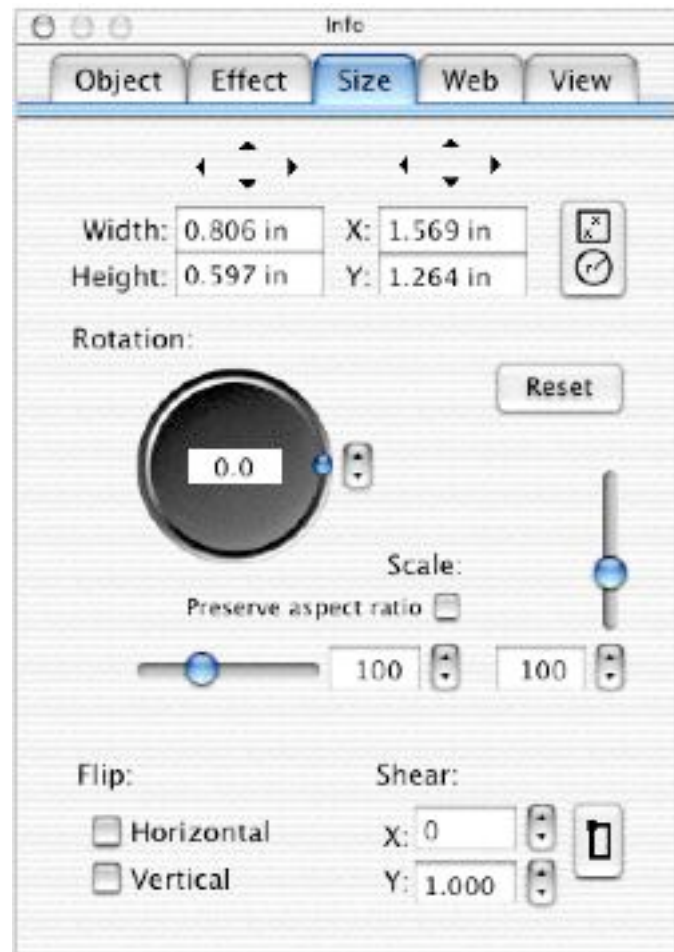 Info
Object Effect Size Web View
Width: 0.806 in X: 1.569 in
Height: 0.597 in Y: 1.264 in
Rotation:
Reset
0.0
Scale:
Preserve aspect ratio
100 100
Flip: Shear:
Horizontal X: 0
Vertical Y: 1.000